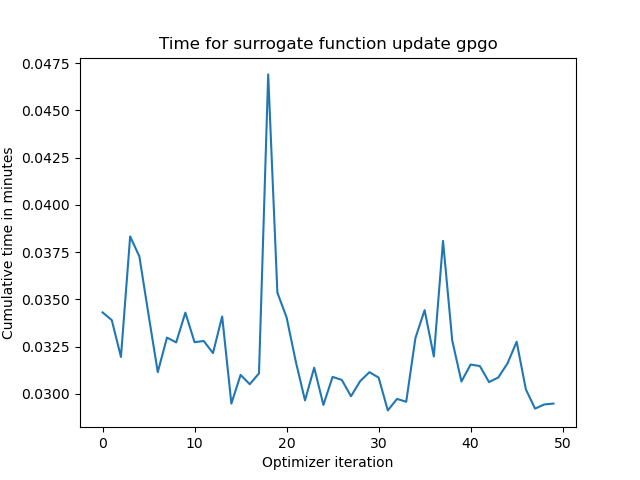 Time for surrogate function update gpgo
Cumulative time in minutes
0.0475
0.0450
0.0425
0.0400
0.0375
0.0350
0.0325
0.0300
0 10 20 30 40 50
Optimizer iteration